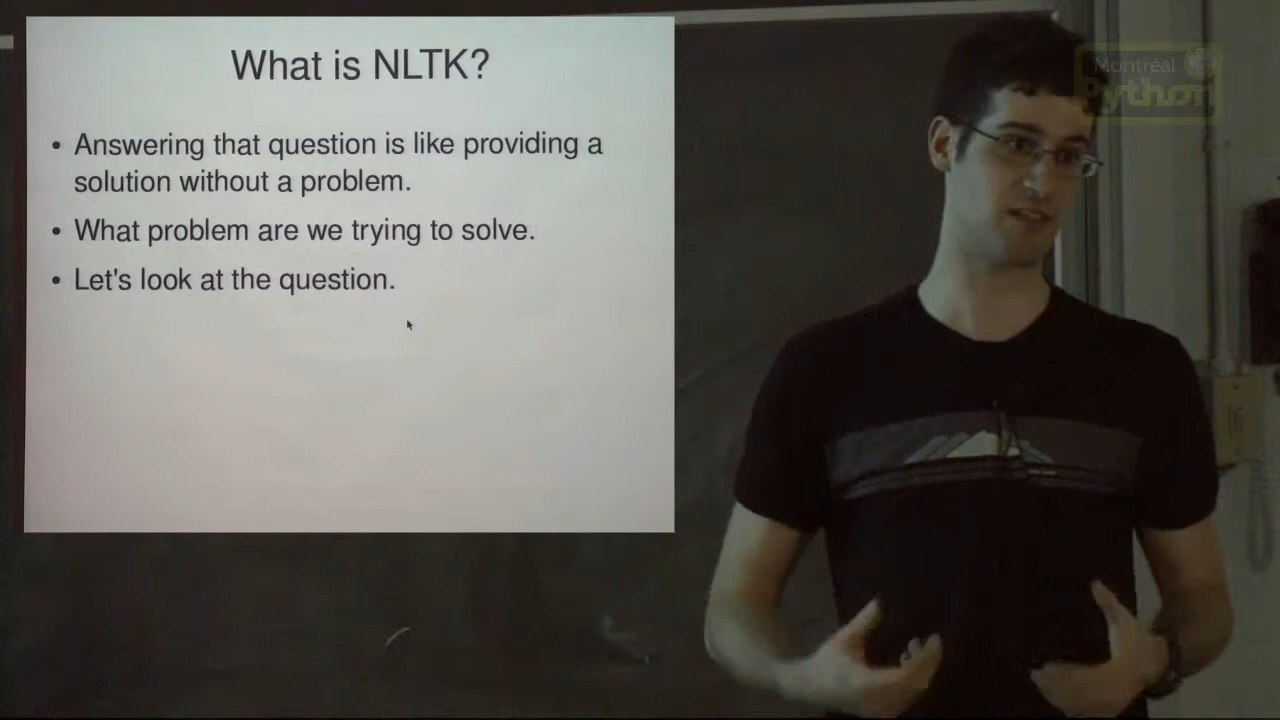 What is NLTK?
• Answering that question is like providing a
solution without a problem.
• What problem are we trying to solve.
• Let's look at the question.
Montreal
Python